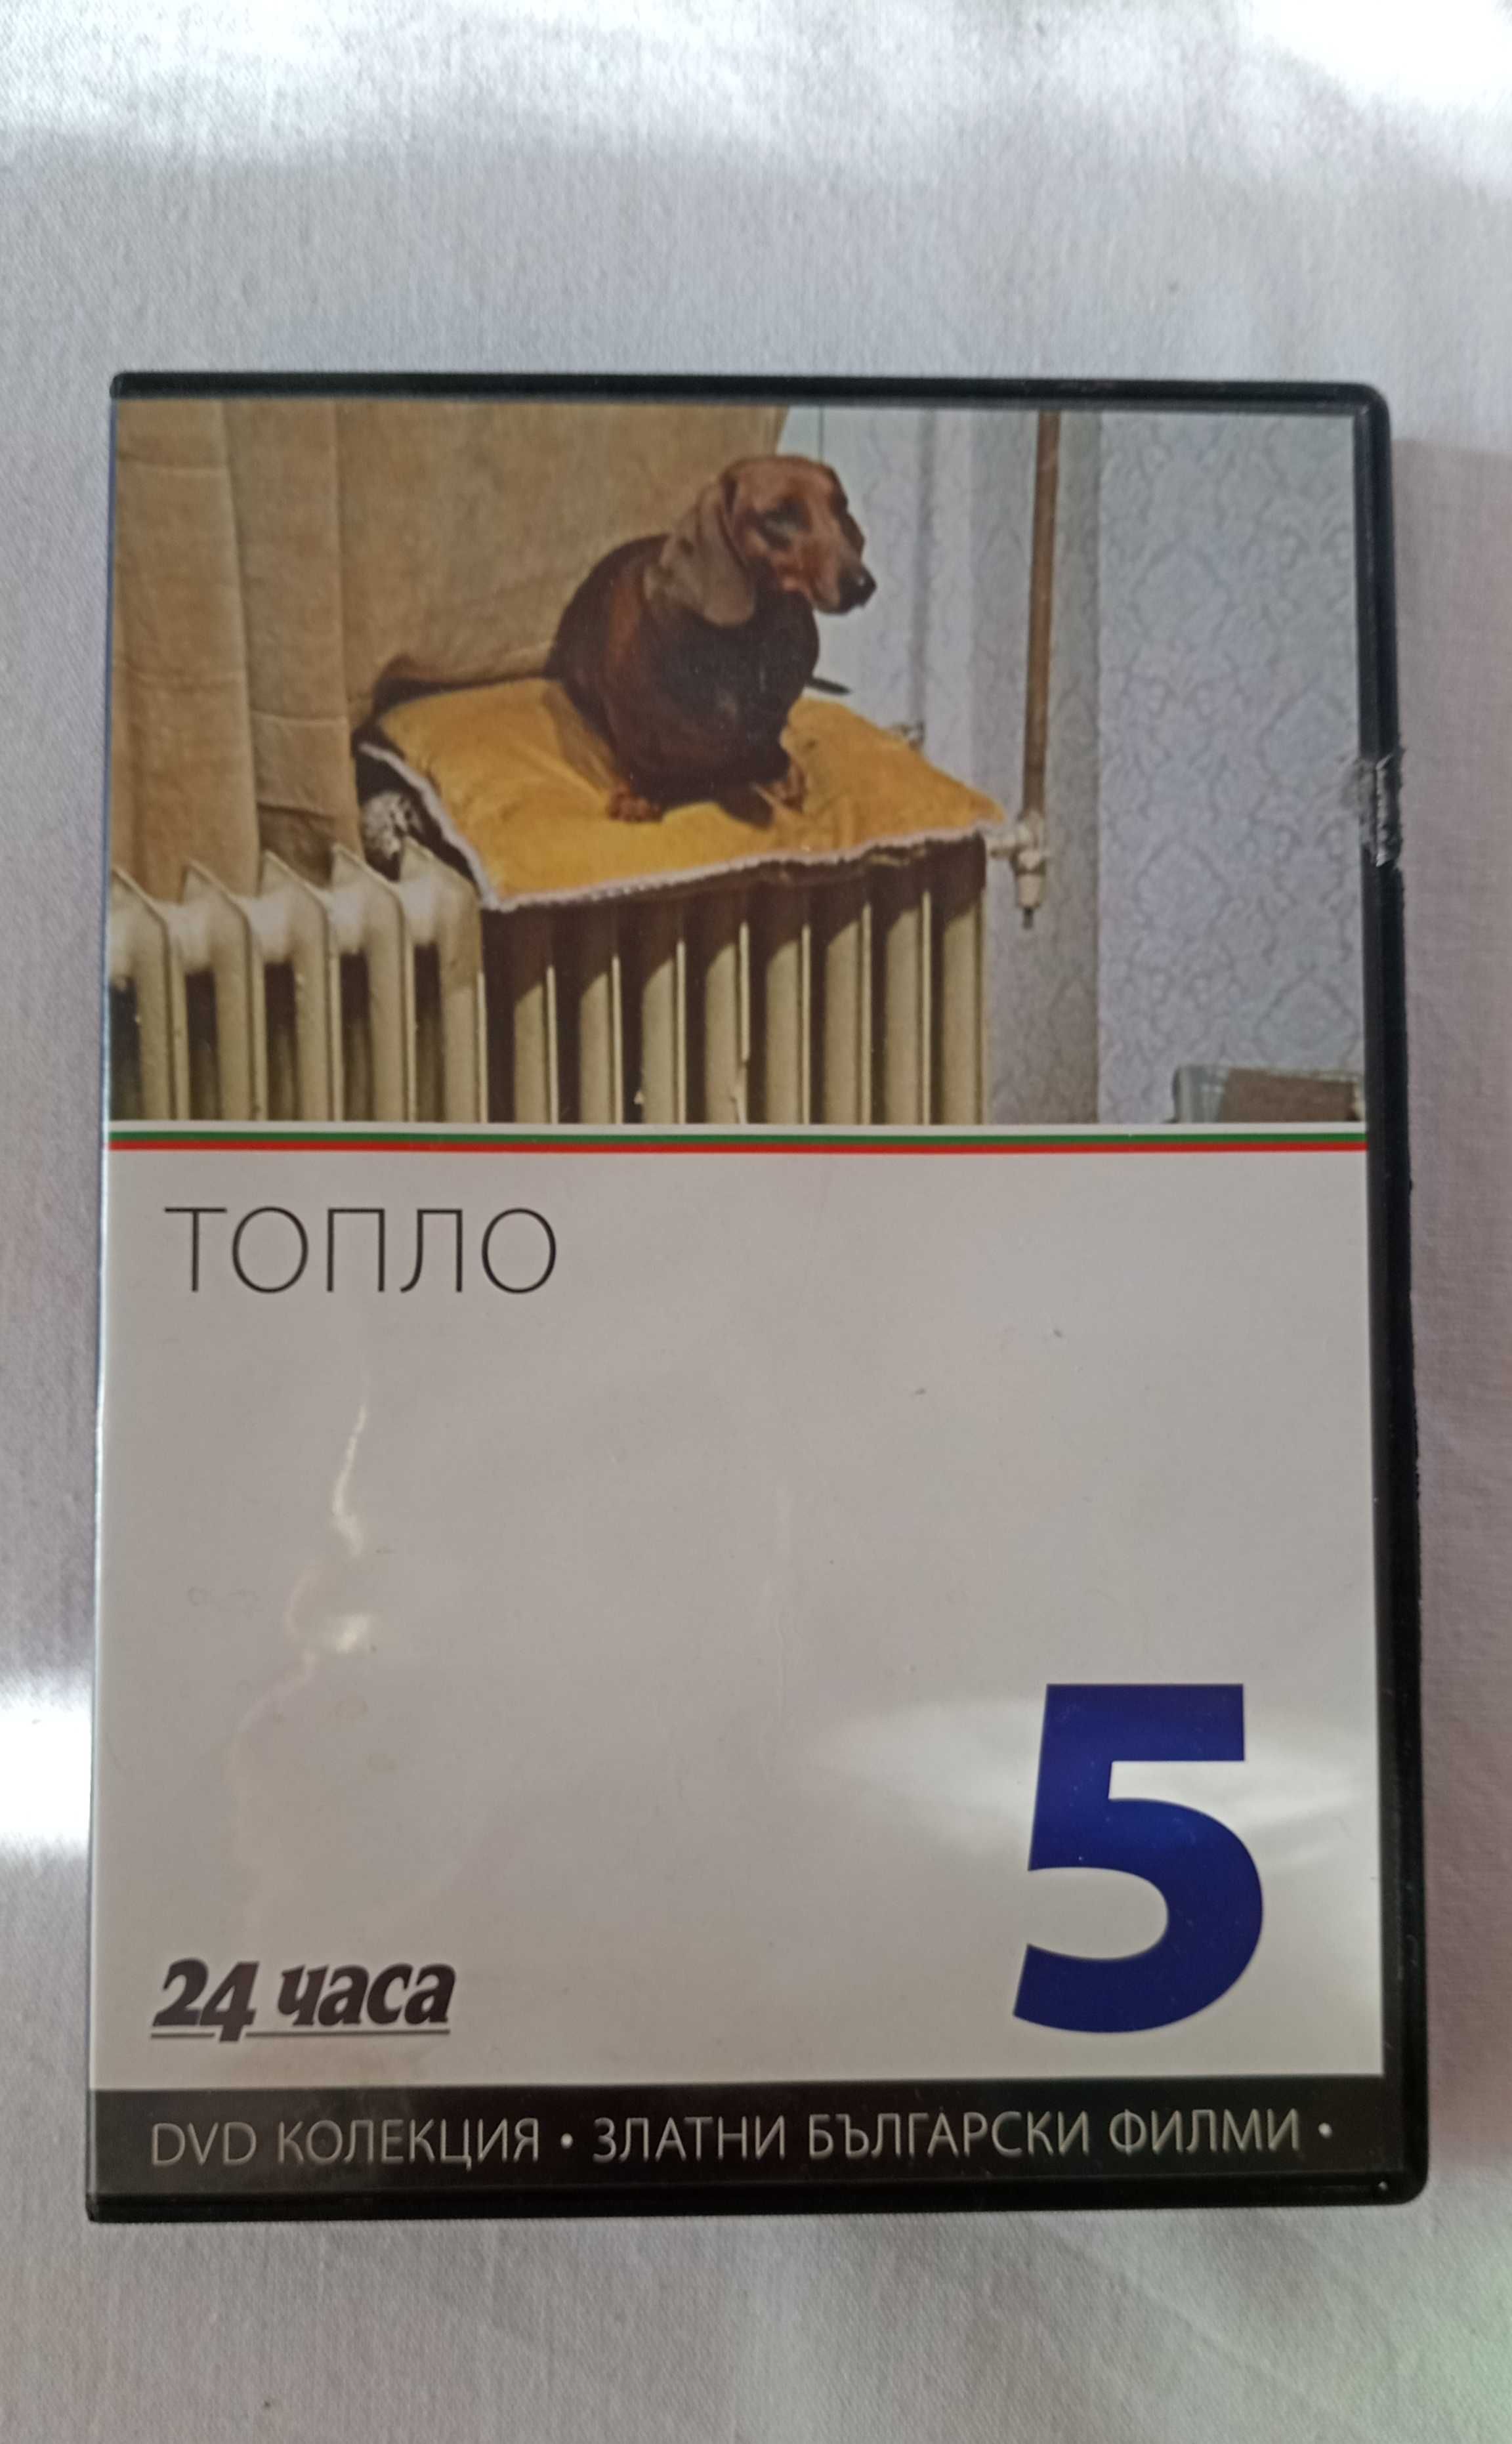 ТОПЛО
5
24 часа
DVD КОЛЕКЦИЯ • ЗЛАТНИ БЪЛГАРСКИ ФИЛМИ •